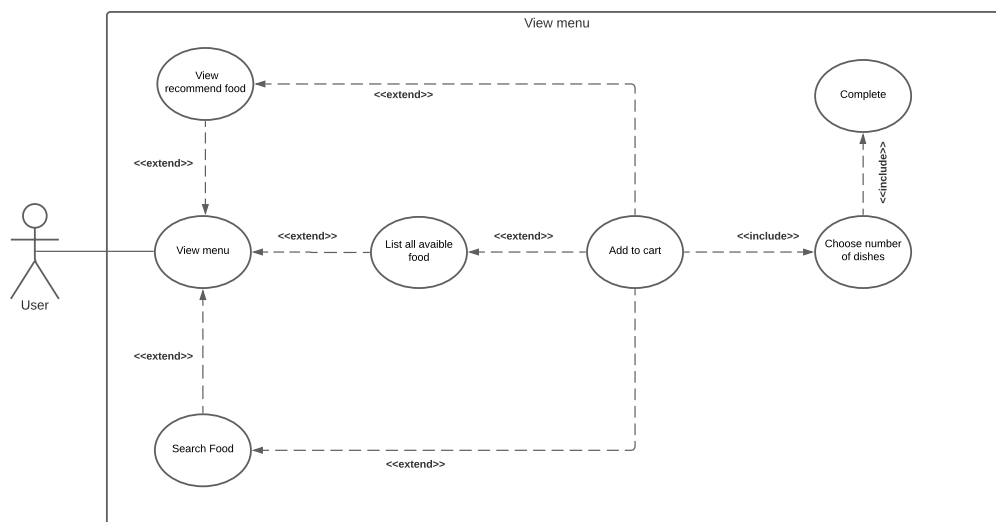 View menu
View
recommend food
<<extend>>
Complete
<<extend>>
<<include>>
View menu
<<extend>>
List all avaible
food
<<extend>>
Add to cart
<<include>>
Choose number
of dishes
User
<<extend>>
Search Food
<<extend>>